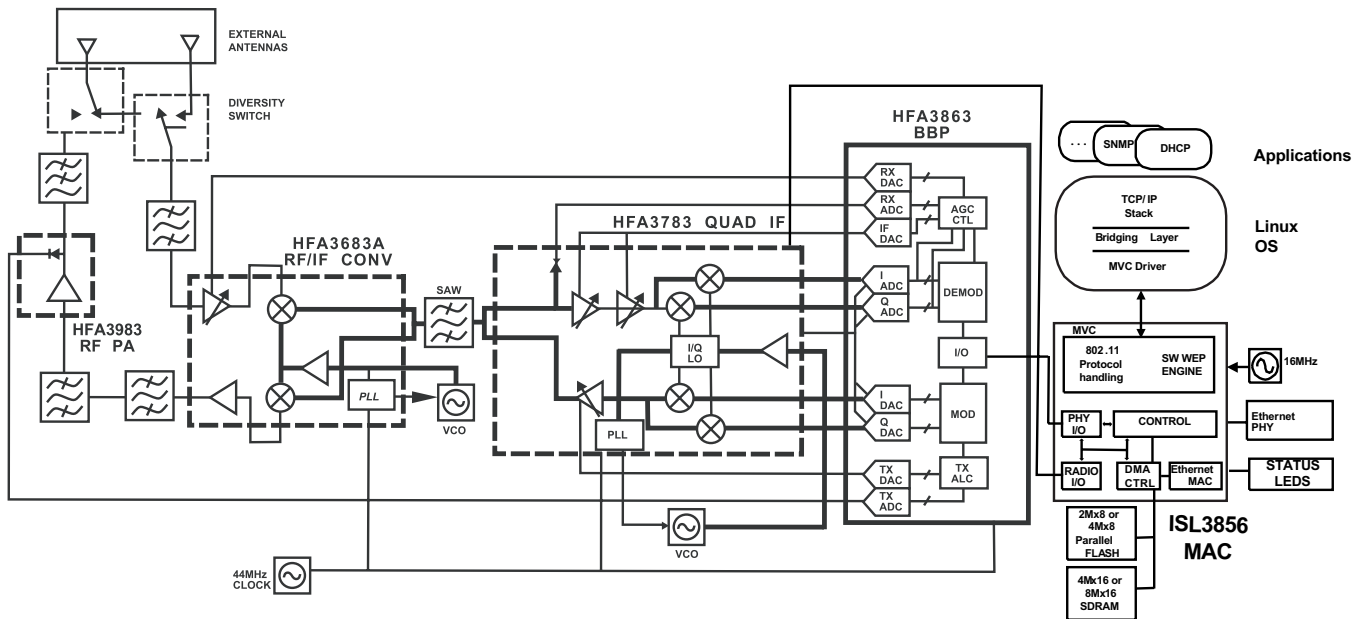 EXTERNAL
ANTENNAS
DIVERSITY
SWITCH
HFA3983
RF PA
HFA3683A
RF/IF CONV
PLL
VCO
SAW
HFA3783 QUAD IF
I/Q
LO
PLL
VCO
44MHz
CLOCK
HFA3863
BBP
RX
DAC
RX
ADC
IF
DAC
AGC
CTL
I
ADC
Q
ADC
DEMOD
I/O
I
DAC
Q
DAC
MOD
TX
DAC
TX
ADC
TX
ALC
. . .
SNMP
DHCP
Applications
TCP/ IP
Stack
Bridging Layer
MVC Driver
Linux
OS
MVC
802 .11
Protocol
handling
SW WEP
ENGINE
16MHz
PHY
I/O
CONTROL
Ethernet
PHY
RADIO
I/O
DMA
CTRL
Ethernet
MAC
STATUS
LEDS
2Mx8 or
4Mx8
Parallel
FLASH
ISL3856
MAC
4Mx16 or
8Mx16
SDRAM